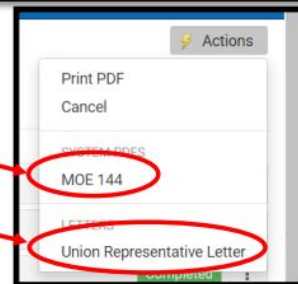 Actions
Print PDF
Cancel
SYSTEM PDFS
MOE 144
LETTERS
Union Representative Letter
Completed